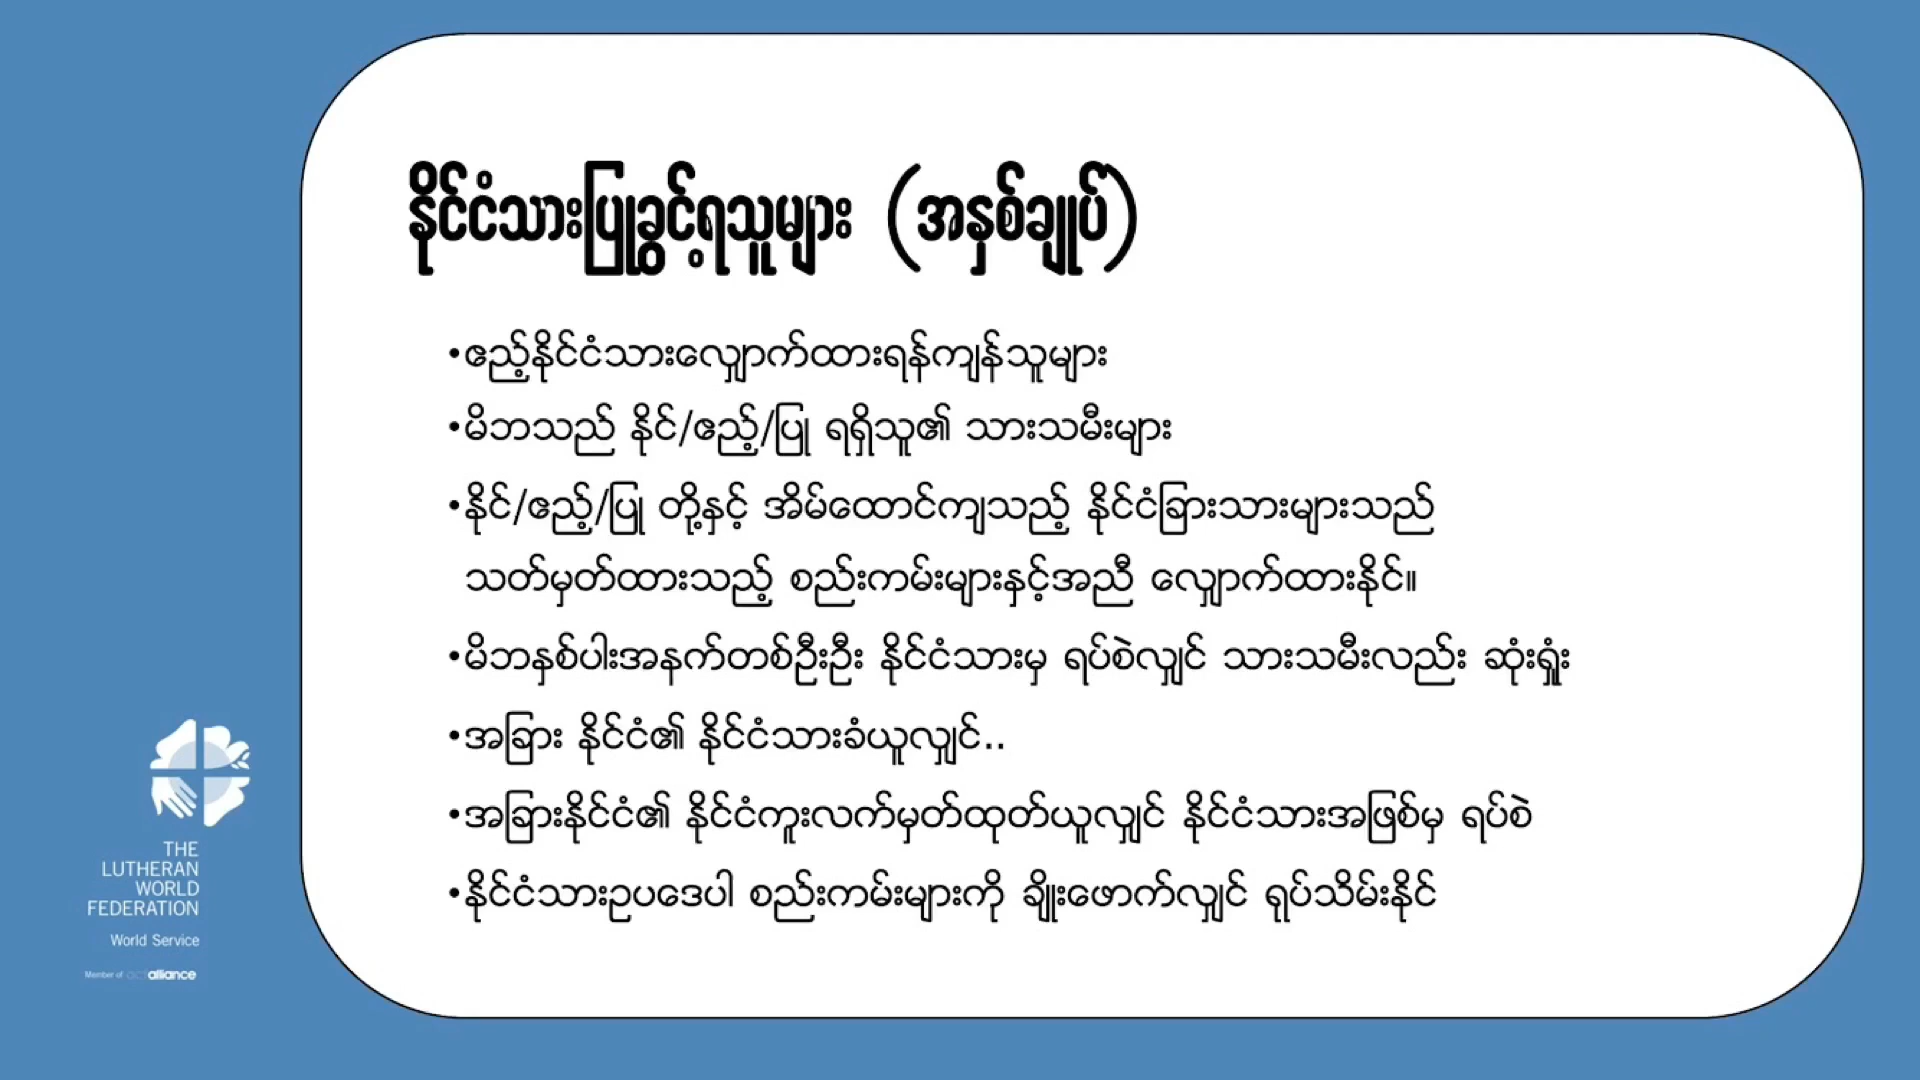 နိုင်ငံသားပြုခွင့်ရသူများ (အနှစ်ချုပ်)
•ဧည့်နိုင်ငံသားလျှောက်ထားရန်ကျန်သူများ
•မိဘသည် နိုင်/ဧည့်/ပြု ရရှိသူ၏ သားသမီးများ
•နိုင်/ဧည့်/ပြု တို့နှင့် အိမ်ထောင်ကျသည့် နိုင်ငံခြားသားများသည်
သတ်မှတ်ထားသည့် စည်းကမ်းများနှင့်အညီ လျှောက်ထားနိုင်။
•မိဘနှစ်ပါးအနက်တစ်ဦးဦး နိုင်ငံသားမှ ရပ်စဲလျှင် သားသမီးလည်း ဆုံးရှုံး
•အခြား နိုင်ငံ၏ နိုင်ငံသားခံယူလျှင်..
•အခြားနိုင်ငံ၏ နိုင်ငံကူးလက်မှတ်ထုတ်ယူလျှင် နိုင်ငံသားအဖြစ်မှ ရပ်စဲ
•နိုင်ငံသားဥပဒေပါ စည်းကမ်းများကို ချိုးဖောက်လျှင် ရုပ်သိမ်းနိုင်
THE
LUTHERAN
WORLD
FEDERATION
World Service
Member of actalliance